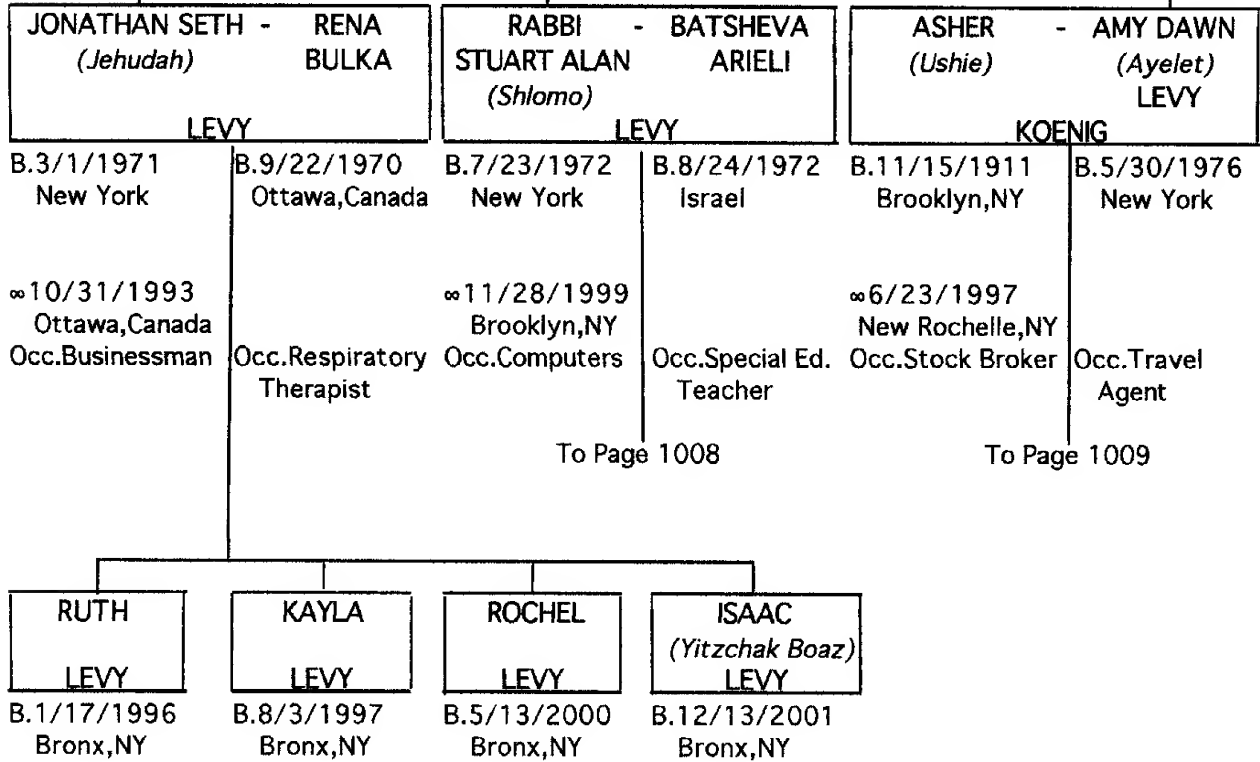 JONATHAN SETH - RENA
(Jehudah) BULKA
LEVY
B.3/1/1971 B.9/22/1970
New York Ottawa,Canada
∞10/31/1993
Ottawa,Canada
Occ.Businessman Occ.Respiratory
Therapist
RABBI - BATSHEVA
STUART ALAN ARIELI
(Shlomo)
LEVY
B.7/23/1972 B.8/24/1972
New York Israel
∞11/28/1999
Brooklyn,NY
Occ.Computers Occ.Special Ed.
Teacher
To Page 1008
ASHER - AMY DAWN
(Ushie) (Ayelet)
LEVY
KOENIG
B.11/15/1911 B.5/30/1976
Brooklyn,NY New York
∞6/23/1997
New Rochelle,NY
Occ.Stock Broker Occ.Travel
Agent
To Page 1009
RUTH
LEVY
B.1/17/1996
Bronx,NY
KAYLA
LEVY
B.8/3/1997
Bronx,NY
ROCHEL
LEVY
B.5/13/2000
Bronx,NY
ISAAC
(Yitzchak Boaz)
LEVY
B.12/13/2001
Bronx,NY